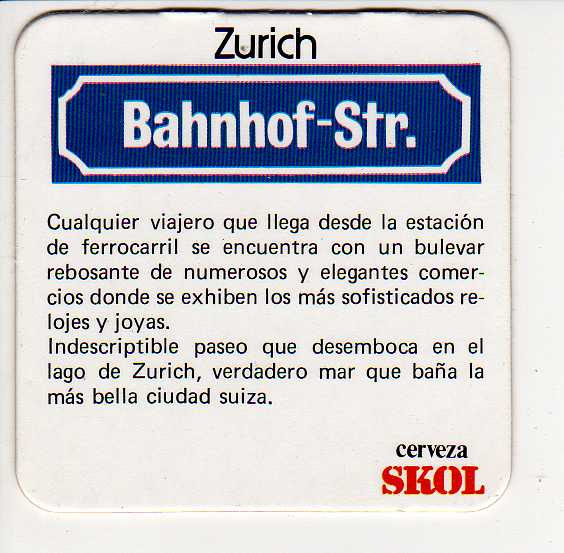 Zurich
Bahnhof-Str.
Cualquier viajero que llega desde la estación
de ferrocarril se encuentra con un bulevar
rebosante de numerosos y elegantes comer-
cios donde se exhiben los más sofisticados re-
lojes y joyas.
Indescriptible paseo que desemboca en el
lago de Zurich, verdadero mar que baña la
más bella ciudad suiza.
cerveza
SKOL